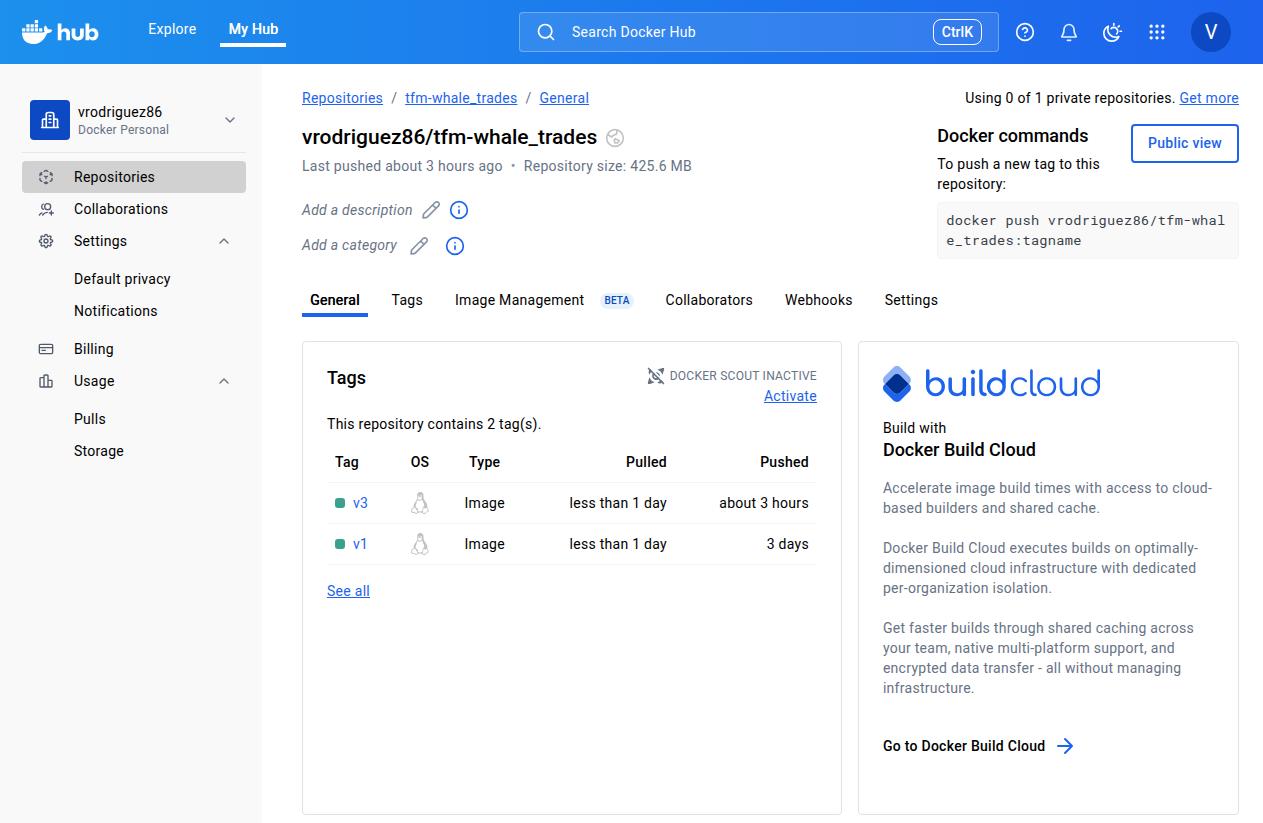 hub
Explore
My Hub
Search Docker Hub
CtrlK
V
vrodriguez86
Docker Personal
Repositories
Collaborations
Settings
Default privacy
Notifications
Billing
Usage
Pulls
Storage
Repositories / tfm-whale_trades / General
Using 0 of 1 private repositories. Get more
vrodriguez86/tfm-whale_trades
Last pushed about 3 hours ago • Repository size: 425.6 MB
Add a description
Add a category
Docker commands
Public view
To push a new tag to this
repository:
docker push vrodriguez86/tfm-whal
e_trades:tagname
General Tags Image Management BETA Collaborators Webhooks Settings
Tags
DOCKER SCOUT INACTIVE
Activate
This repository contains 2 tag(s).
Tag OS Type Pulled Pushed
v3 Image less than 1 day about 3 hours
v1 Image less than 1 day 3 days
See all
buildcloud
Build with
Docker Build Cloud
Accelerate image build times with access to cloud-
based builders and shared cache.
Docker Build Cloud executes builds on optimally-
dimensioned cloud infrastructure with dedicated
per-organization isolation.
Get faster builds through shared caching across
your team, native multi-platform support, and
encrypted data transfer - all without managing
infrastructure.
Go to Docker Build Cloud